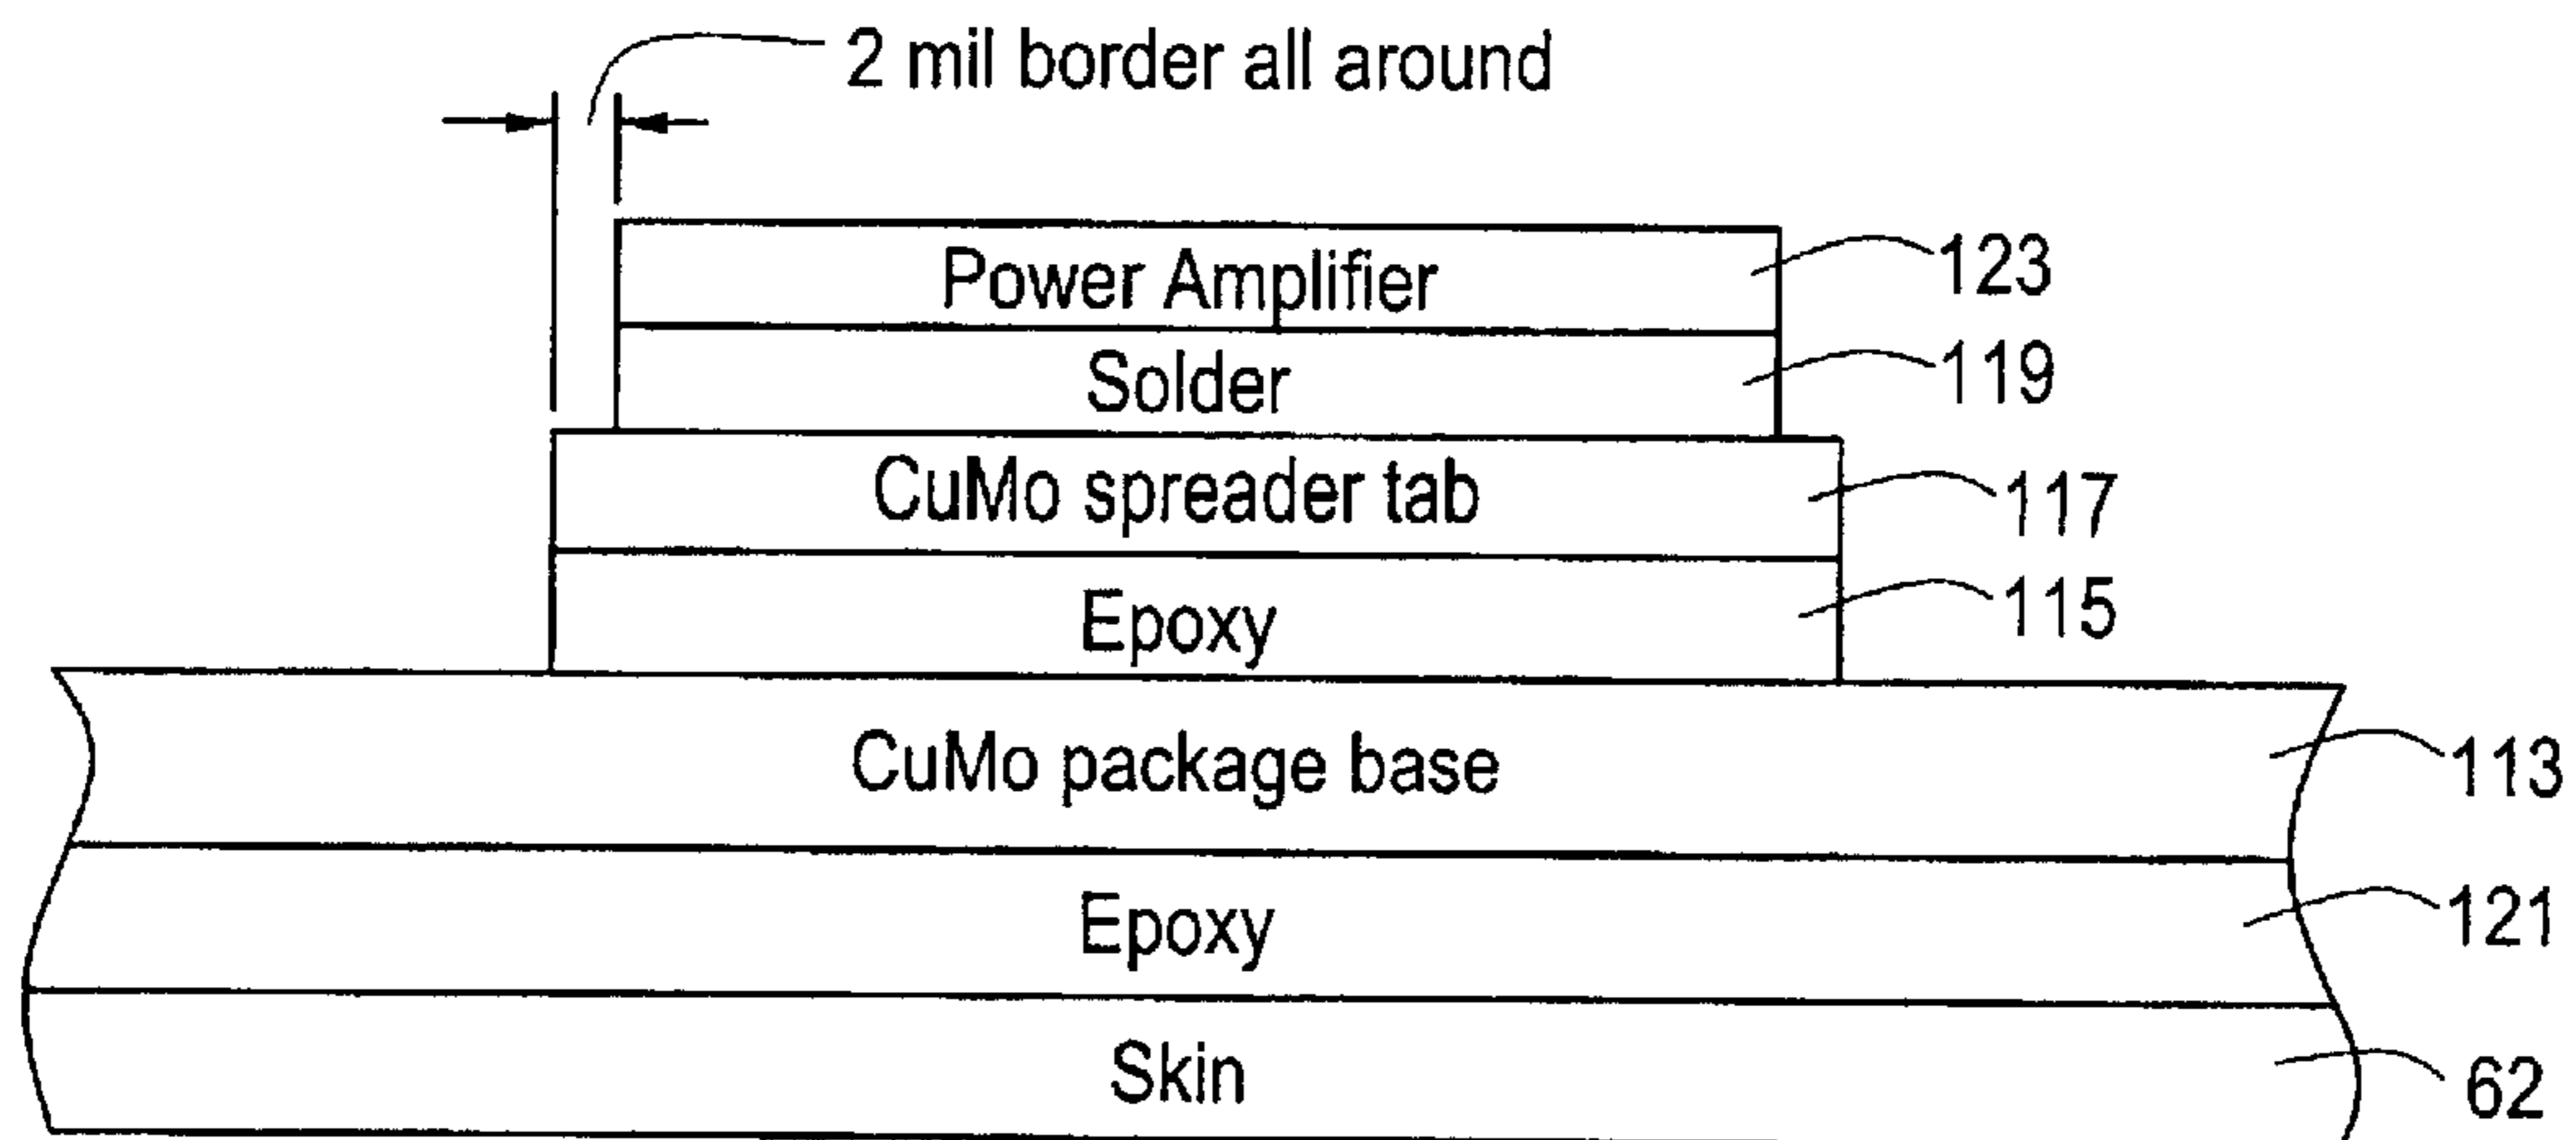 2 mil border all around
Power Amplifier
123
Solder
119
CuMo spreader tab
117
Epoxy
115
CuMo package base
113
Epoxy
121
Skin
62